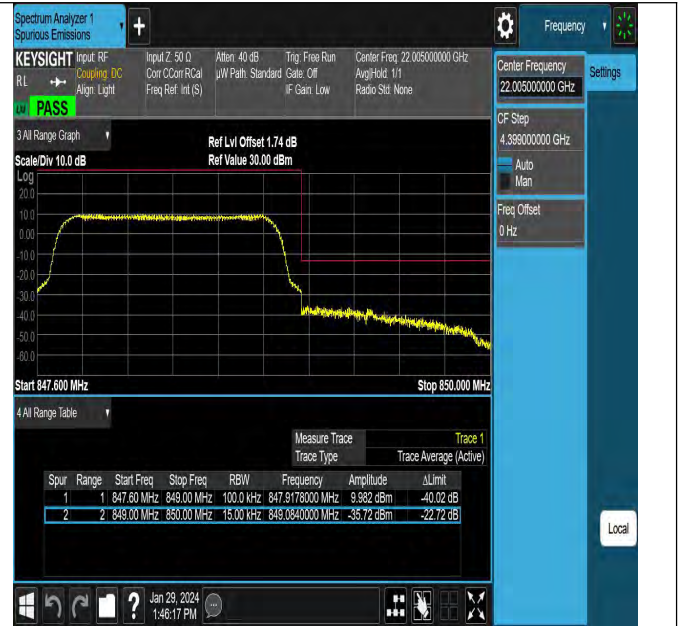 Spectrum Analyzer 1
Spurious Emissions
Frequency
KEYSIGHT Input: RF Input Z: 50 Ω Atten: 40 dB Trig: Free Run Center Freq: 22.005000000 GHz
RL Coupling: DC Corr CCorr RCal µW Path: Standard Gate: Off Avg|Hold: 1/1
Align: Light Freq Ref: Int (S) IF Gain: Low Radio Std: None
PASS
Center Frequency
22.005000000 GHz
Settings
CF Step
4.399000000 GHz
Auto
Man
Freq Offset
0 Hz
3 All Range Graph
Ref Lvl Offset 1.74 dB
Scale/Div 10.0 dB Ref Value 30.00 dBm
Log
20.0
10.0
0.00
-10.0
-20.0
-30.0
-40.0
-50.0
-60.0
Start 847.600 MHz Stop 850.000 MHz
4 All Range Table
Measure Trace Trace 1
Trace Type Trace Average (Active)
Spur Range Start Freq Stop Freq RBW Frequency Amplitude ΔLimit
1 1 847.60 MHz 849.00 MHz 100.0 kHz 847.9178000 MHz 9.982 dBm -40.02 dB
2 2 849.00 MHz 850.00 MHz 15.00 kHz 849.0840000 MHz -35.72 dBm -22.72 dB
Local
? Jan 29, 2024
1:46:17 PM